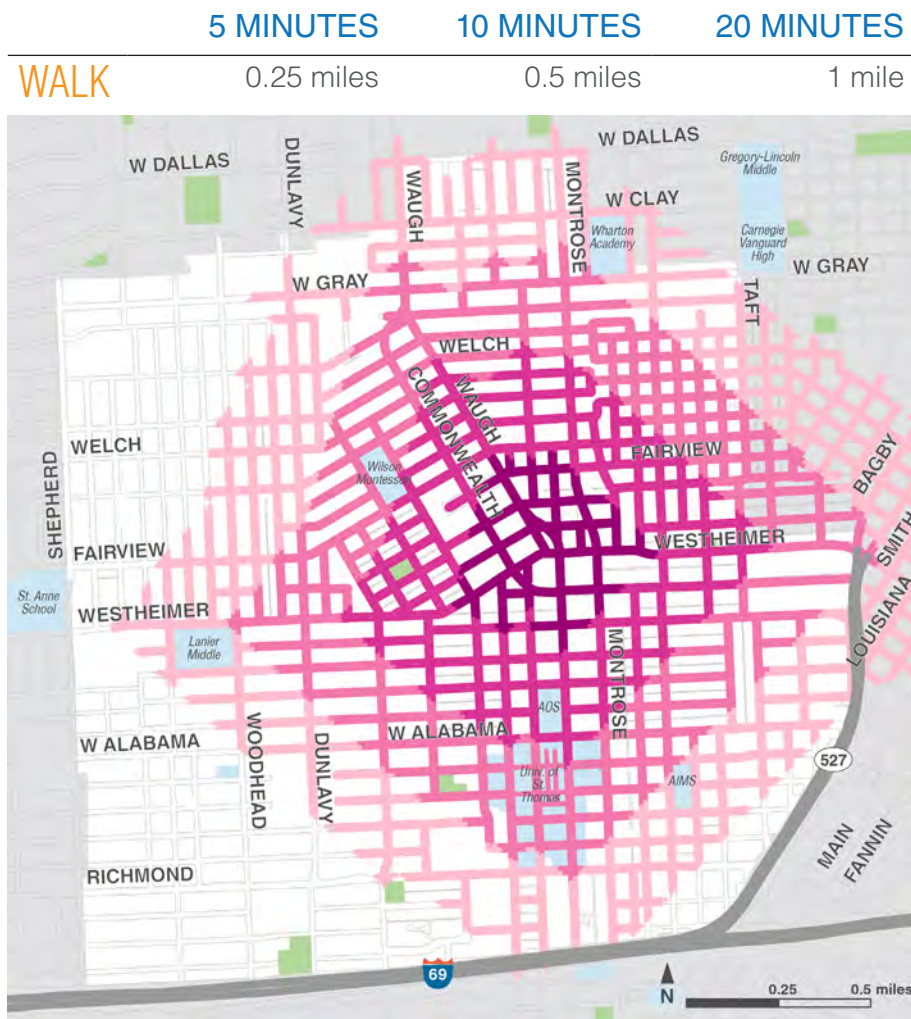 5 MINUTES 10 MINUTES 20 MINUTES
WALK 0.25 miles 0.5 miles 1 mile
W DALLAS
DUNLAVY
W DALLAS
WAUGH
MONTROSE
Gregory-Lincoln
Middle
W CLAY
Wharton
Academy
Carnegie
Vanguard
High
W GRAY
W GRAY
TAFT
WELCH
COMMONWEALTH
WAUGH
WELCH
FAIRVIEW
Wilson
Montessori
BAGBY
SHEPHERD
FAIRVIEW
WESTHEIMER
SMITH
St. Anne
School
WESTHEIMER
LOUISIANA
Lanier
Middle
MONTROSE
AOS
W ALABAMA
W ALABAMA
WOODHEAD
DUNLAVY
527
Univ. of
St.
Thomas
AIMS
MAIN
FANNIN
RICHMOND
69
N
0.25 0.5 miles